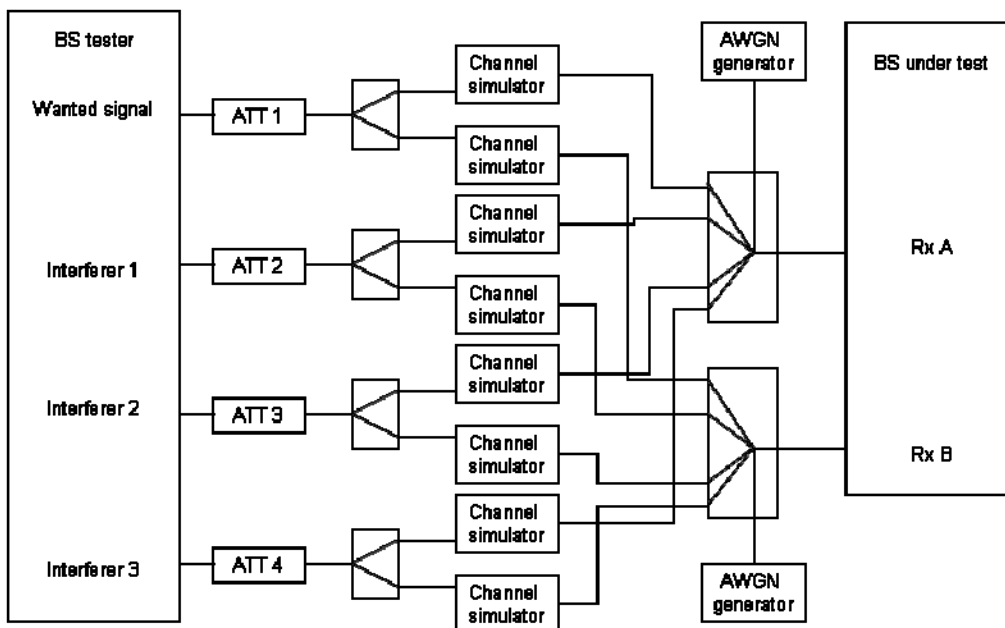 BS tester
Wanted signal
Interferer 1
Interferer 2
Interferer 3
ATT 1
ATT 2
ATT 3
ATT 4
Channel
simulator
Channel
simulator
Channel
simulator
Channel
simulator
Channel
simulator
Channel
simulator
Channel
simulator
Channel
simulator
AWGN
generator
AWGN
generator
BS under test
Rx A
Rx B